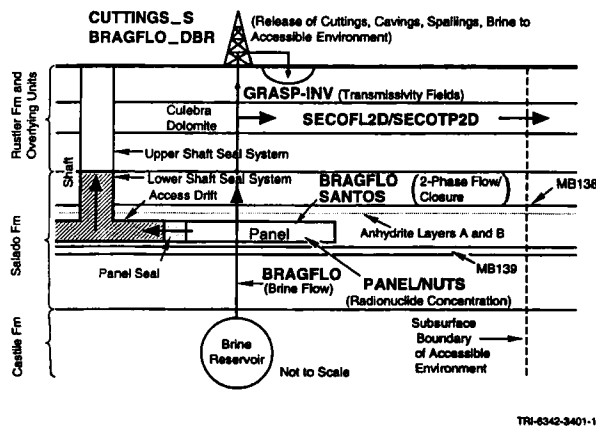 CUTTINGS_S
BRAGFLO_DBR
(Release of Cuttings, Cavings, Spallings, Brine to
Accessible Environment)
GRASP-INV (Transmissivity Fields)
Rustler Fm and
Overlying Units
Culebra
Dolomite
SECOFL2D/SECOTP2D
Upper Shaft Seal System
Shaft
Lower Shaft Seal System
Access Drift
BRAGFLO
SANTOS
(2-Phase Flow/
Closure)
MB138
Salado Fm
Panel
Anhydrite Layers A and B
Panel Seal
MB139
BRAGFLO
(Brine Flow)
PANEL/NUTS
(Radionuclide Concentration)
Castile Fm
Brine
Reservoir
Not to Scale
Subsurface
Boundary
of Accessible
Environment
TRI-6342-3401-1